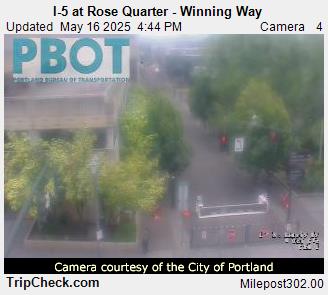 I-5 at Rose Quarter - Winning Way
Updated May 16 2025 4:44 PM Camera 4
PBOT
PORTLAND BUREAU OF TRANSPORTATION
Camera courtesy of the City of Portland
TripCheck.com Milepost302.00